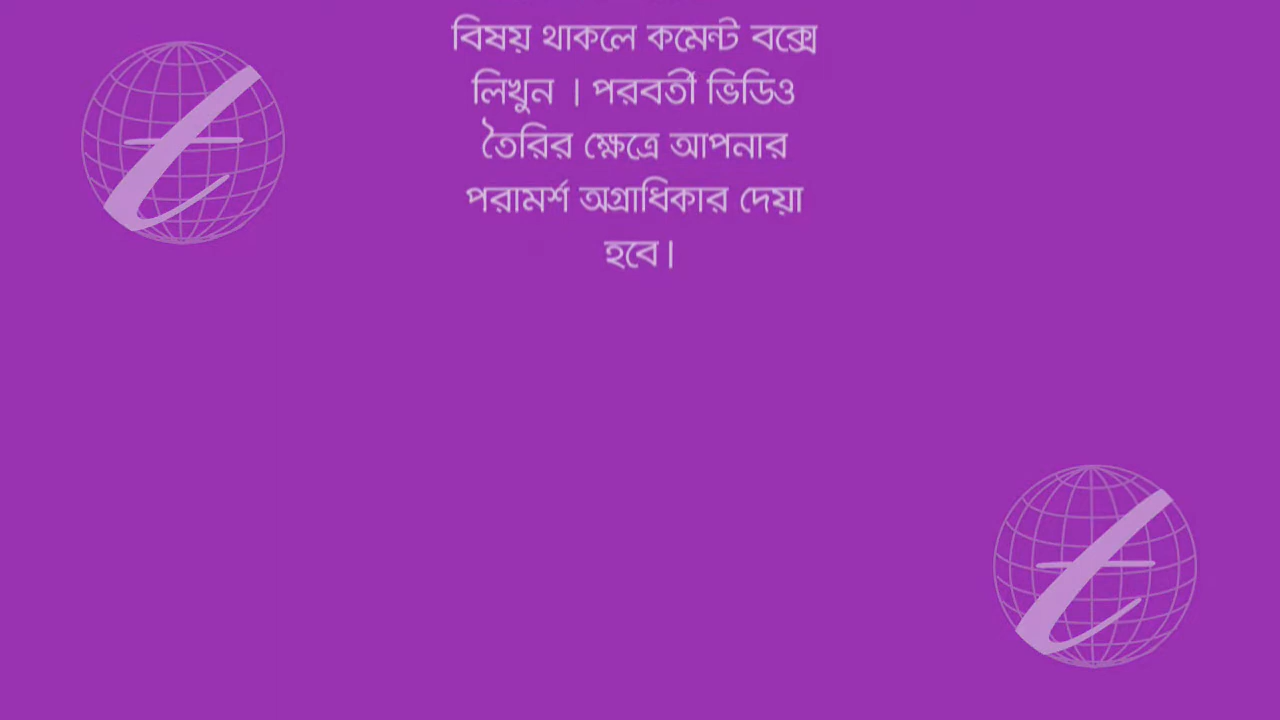 বিষয় থাকলে কমেন্ট বক্সে
লিখুন । পরবর্তী ভিডিও
তৈরির ক্ষেত্রে আপনার
পরামর্শ অগ্রাধিকার দেয়া
হবে।
t
t